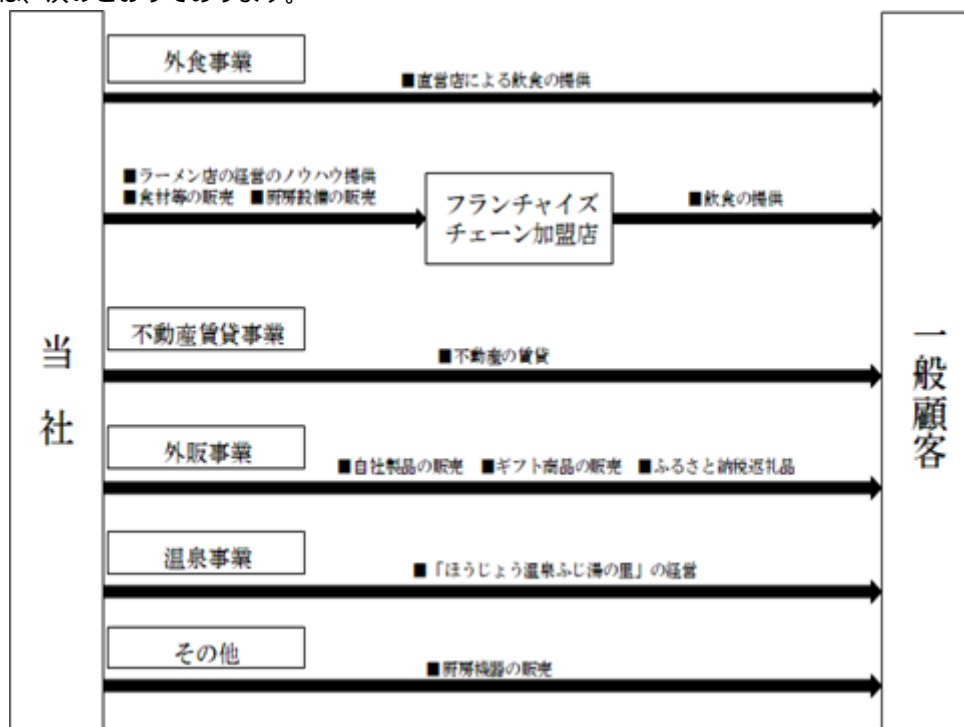 は、次のとおりであります。
外食事業
■直営店による飲食の提供
■ラーメン店の経営のノウハウ提供
■食材等の販売 ■厨房設備の販売
フランチャイズ
チェーン加盟店
■飲食の提供
不動産賃貸事業
■不動産の賃貸
当社
一般顧客
外販事業
■自社製品の販売 ■ギフト商品の販売 ■ふるさと納税返礼品
温泉事業
■「ほうじょう温泉ふじ湯の里」の経営
その他
■厨房機器の販売